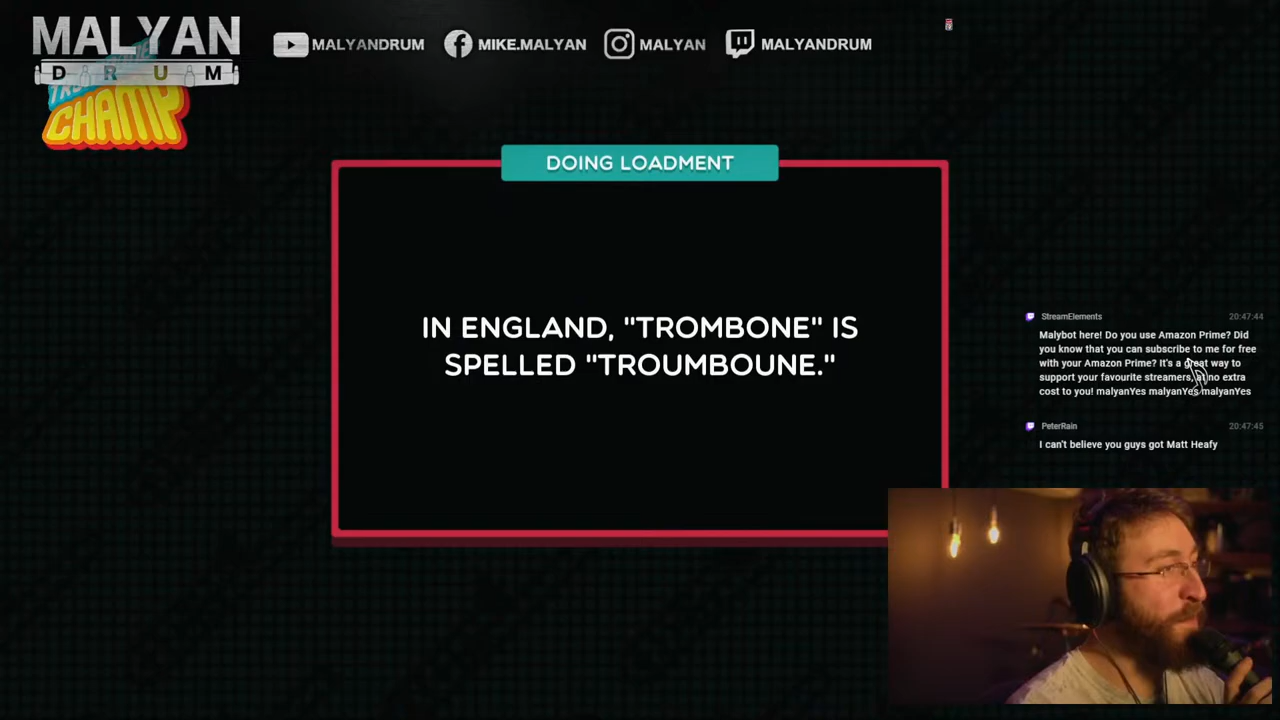 MALYAN
DRUM
CHAMP
MALYANDRUM
MIKE.MALYAN
MALYAN
MALYANDRUM
DOING LOADMENT
IN ENGLAND, "TROMBONE" IS
SPELLED "TROUMBOUNE."
StreamElements 20:47:44
Malybot here! Do you use Amazon Prime? Did
you know that you can subscribe to me for free
with your Amazon Prime? It's a great way to
support your favourite streamers, no extra
cost to you! malyanYes malyanYes malyanYes
PeterRain 20:47:45
I can't believe you guys got Matt Heafy